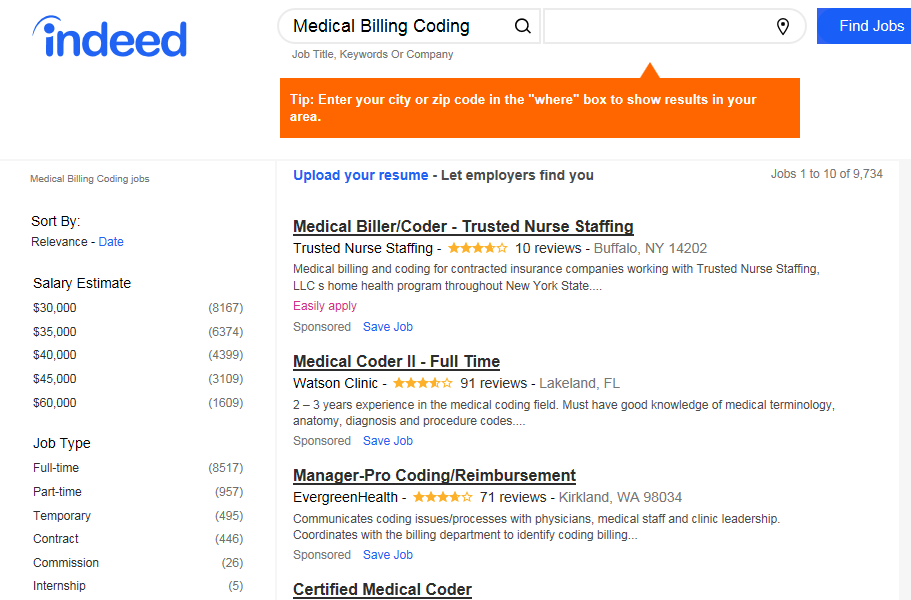 indeed
Medical Billing Coding
Find Jobs
Job Title, Keywords Or Company
Tip: Enter your city or zip code in the "where" box to show results in your
area.
Medical Billing Coding jobs
Sort By:
Relevance - Date
Salary Estimate
$30,000 (8167)
$35,000 (6374)
$40,000 (4399)
$45,000 (3109)
$60,000 (1609)
Job Type
Full-time (8517)
Part-time (957)
Temporary (495)
Contract (446)
Commission (26)
Internship (5)
Upload your resume - Let employers find you
Jobs 1 to 10 of 9,734
Medical Biller/Coder - Trusted Nurse Staffing
Trusted Nurse Staffing - 10 reviews - Buffalo, NY 14202
Medical billing and coding for contracted insurance companies working with Trusted Nurse Staffing,
LLC s home health program throughout New York State....
Easily apply
Sponsored Save Job
Medical Coder II - Full Time
Watson Clinic - 91 reviews - Lakeland, FL
2 – 3 years experience in the medical coding field. Must have good knowledge of medical terminology,
anatomy, diagnosis and procedure codes....
Sponsored Save Job
Manager-Pro Coding/Reimbursement
EvergreenHealth - 71 reviews - Kirkland, WA 98034
Communicates coding issues/processes with physicians, medical staff and clinic leadership.
Coordinates with the billing department to identify coding billing...
Sponsored Save Job
Certified Medical Coder